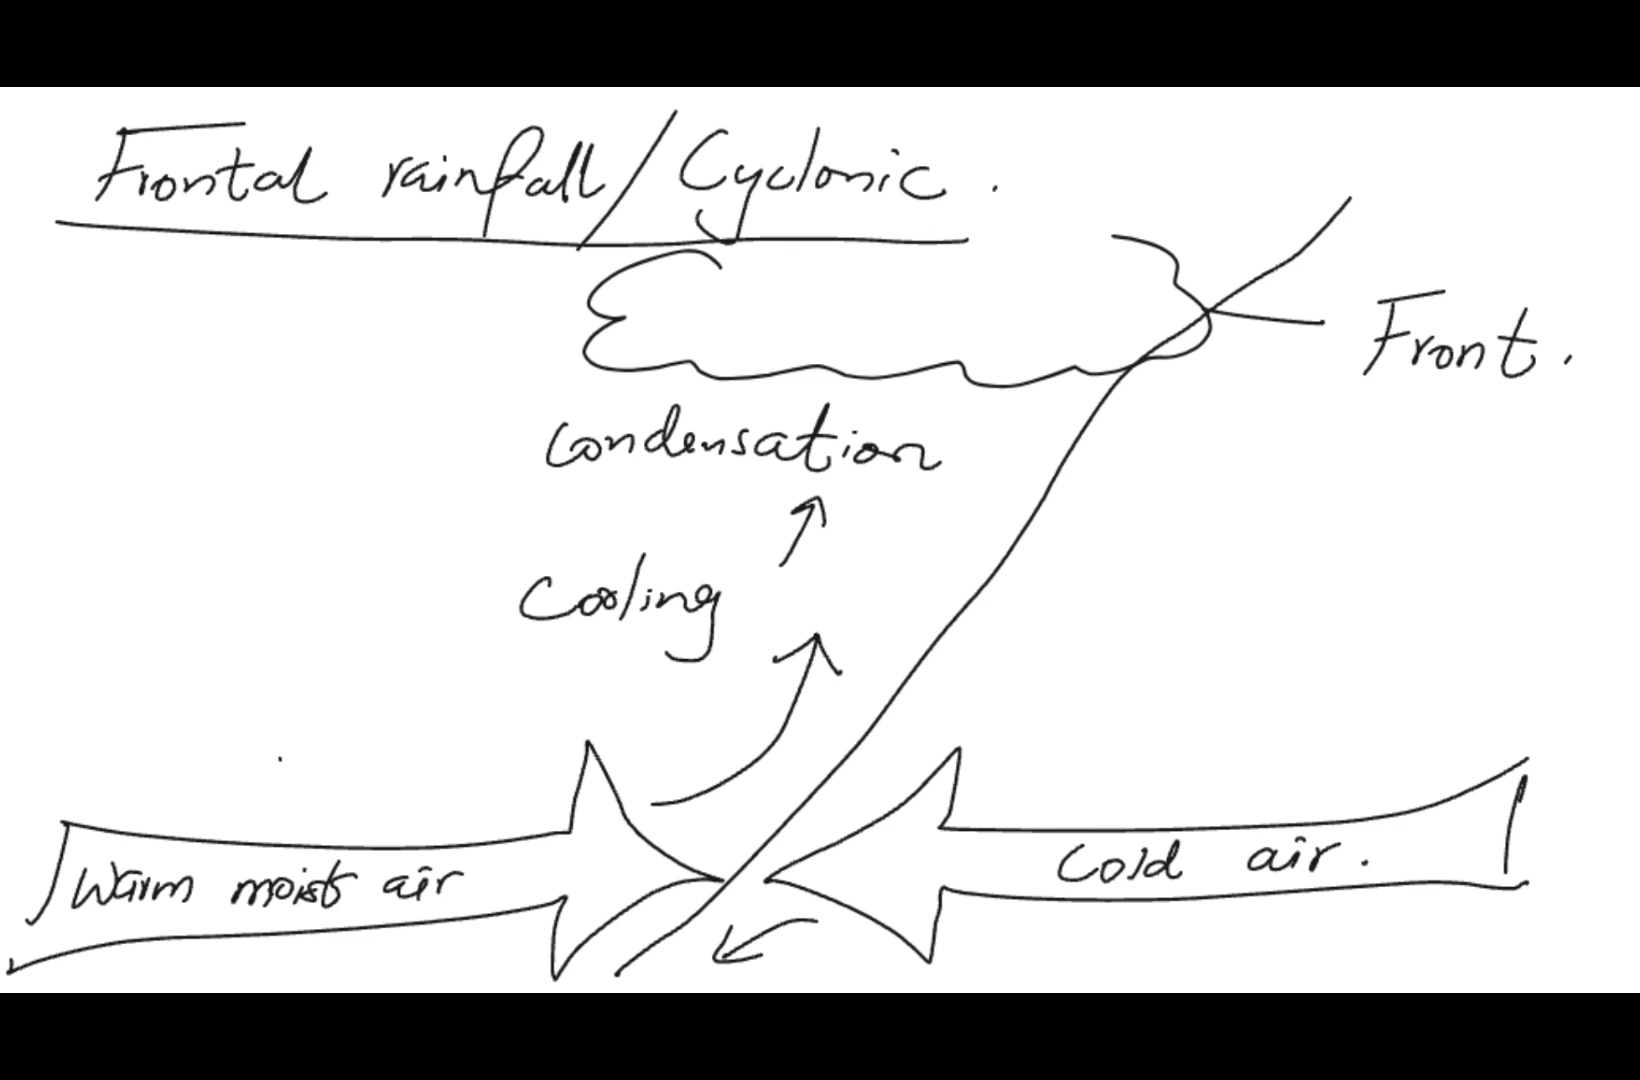 Frontal rainfall/Cyclonic.
Front.
Condensation
Cooling
Warm moist air
Cold air.